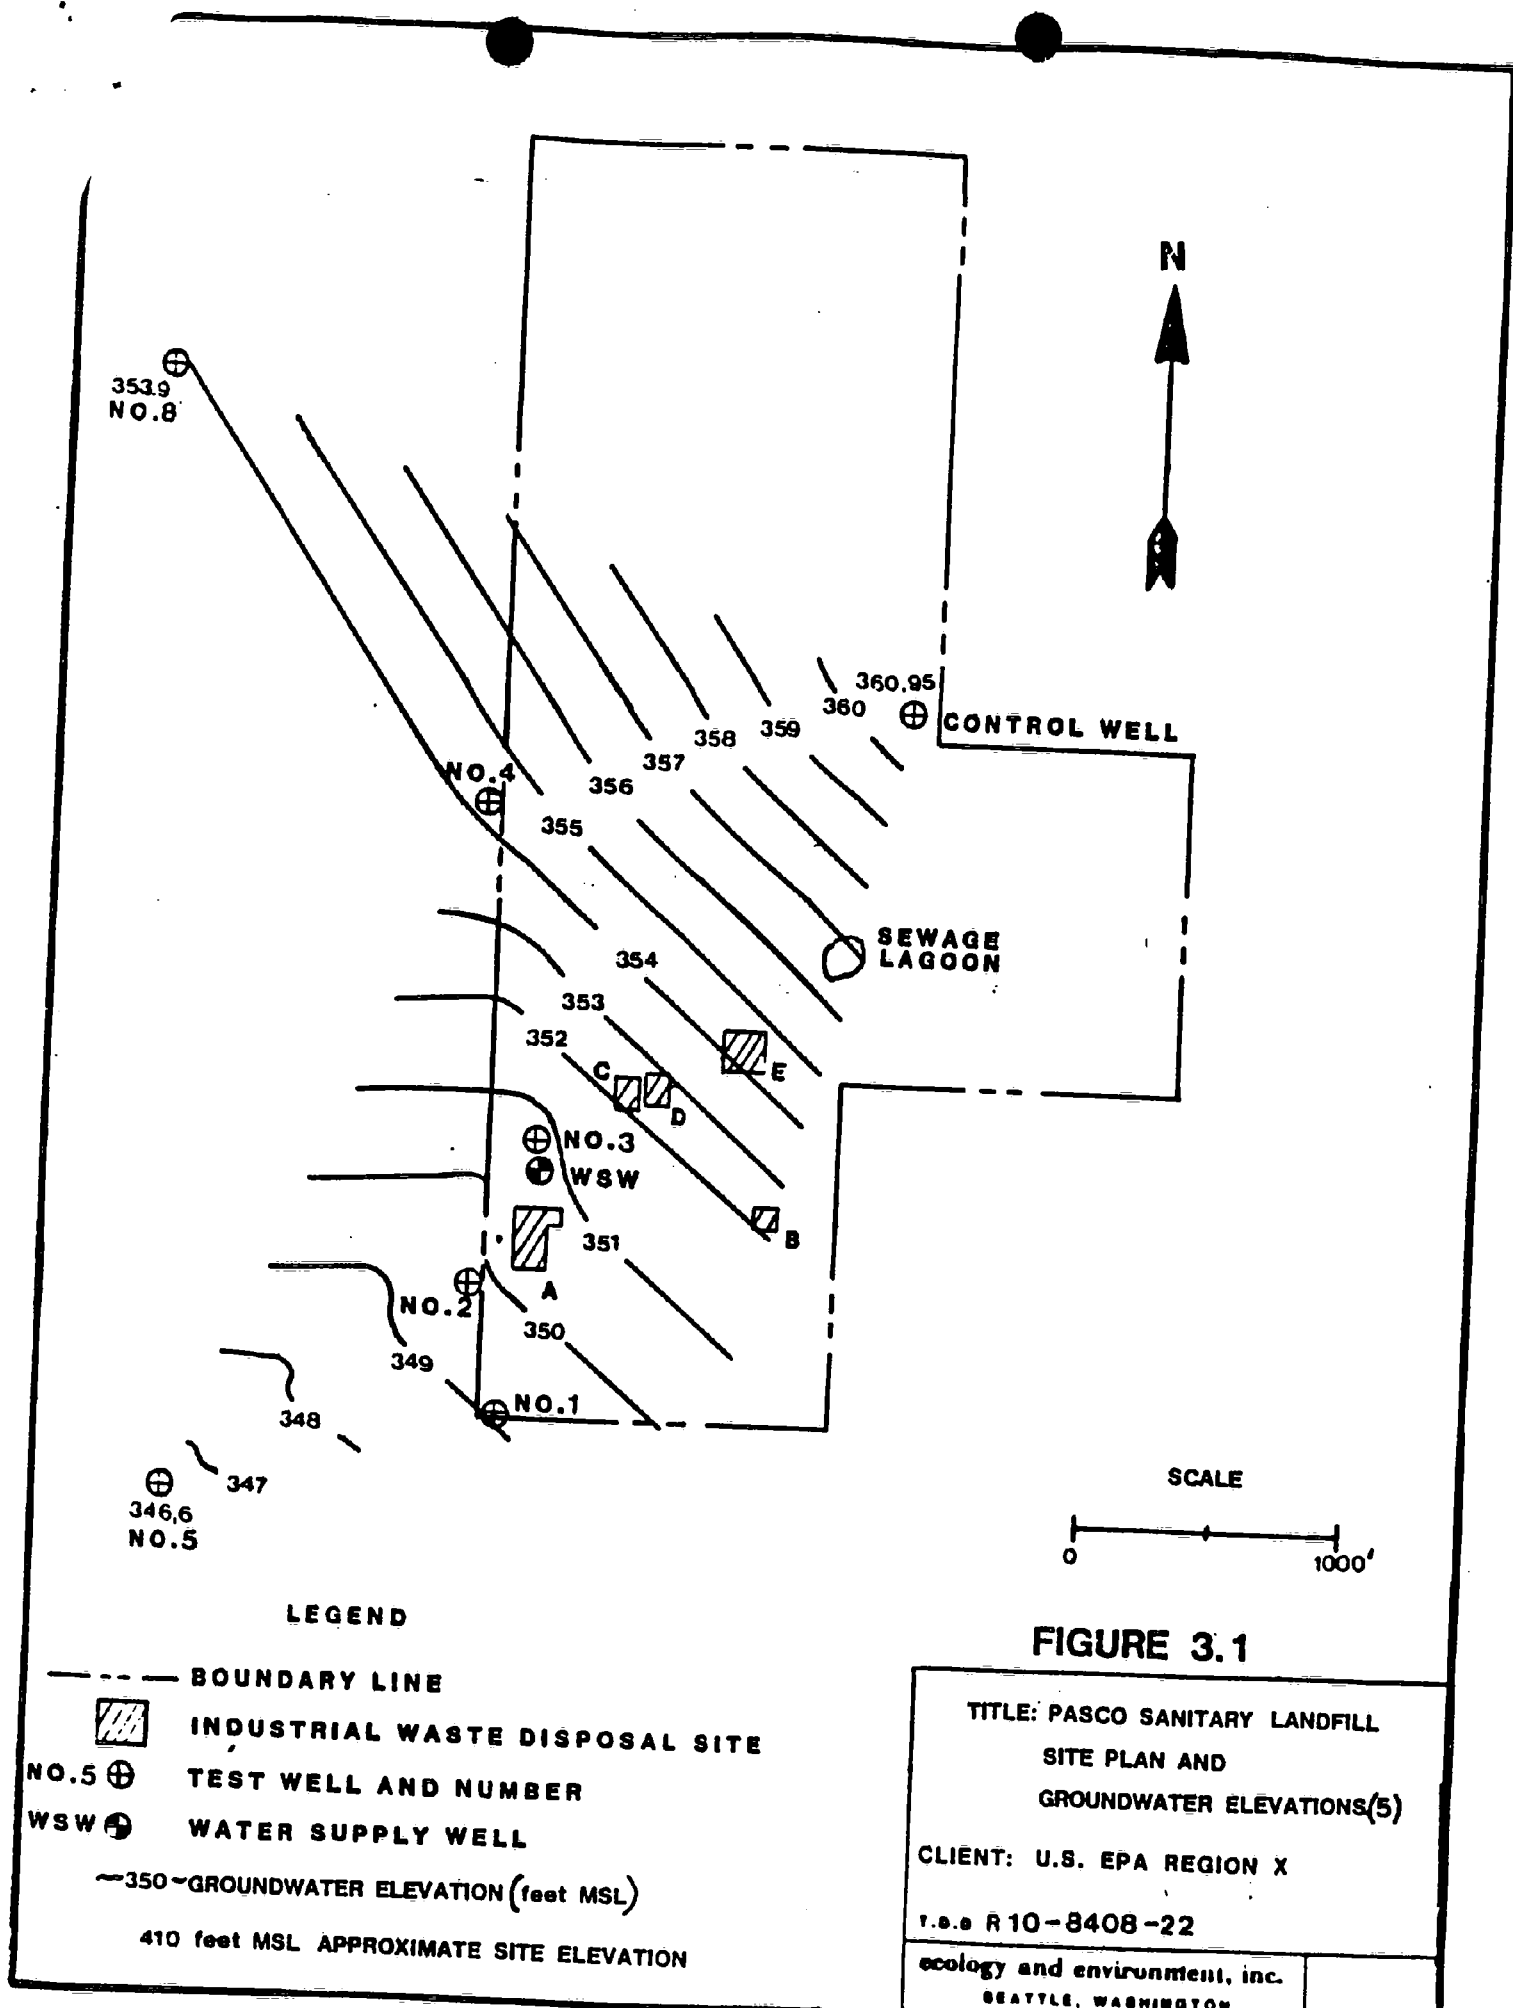 N
353.9
NO.8
360.95
360
CONTROL WELL
359
358
357
356
NO.4
355
SEWAGE
LAGOON
354
353
352
C
E
D
NO.3
WSW
B
351
A
NO.2
350
349
NO.1
348
347
346,6
NO.5
SCALE
0 1000'
LEGEND
BOUNDARY LINE
INDUSTRIAL WASTE DISPOSAL SITE
NO.5 TEST WELL AND NUMBER
WSW WATER SUPPLY WELL
~350~GROUNDWATER ELEVATION (feet MSL)
410 feet MSL APPROXIMATE SITE ELEVATION
FIGURE 3.1
TITLE: PASCO SANITARY LANDFILL
SITE PLAN AND
GROUNDWATER ELEVATIONS(5)
CLIENT: U.S. EPA REGION X
R10-8408-22
ecology and environment, inc.
SEATTLE, WASHINGTON